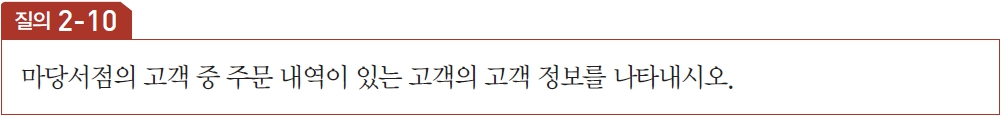 질의 2-10
마당서점의 고객 중 주문 내역이 있는 고객의 고객 정보를 나타내시오.